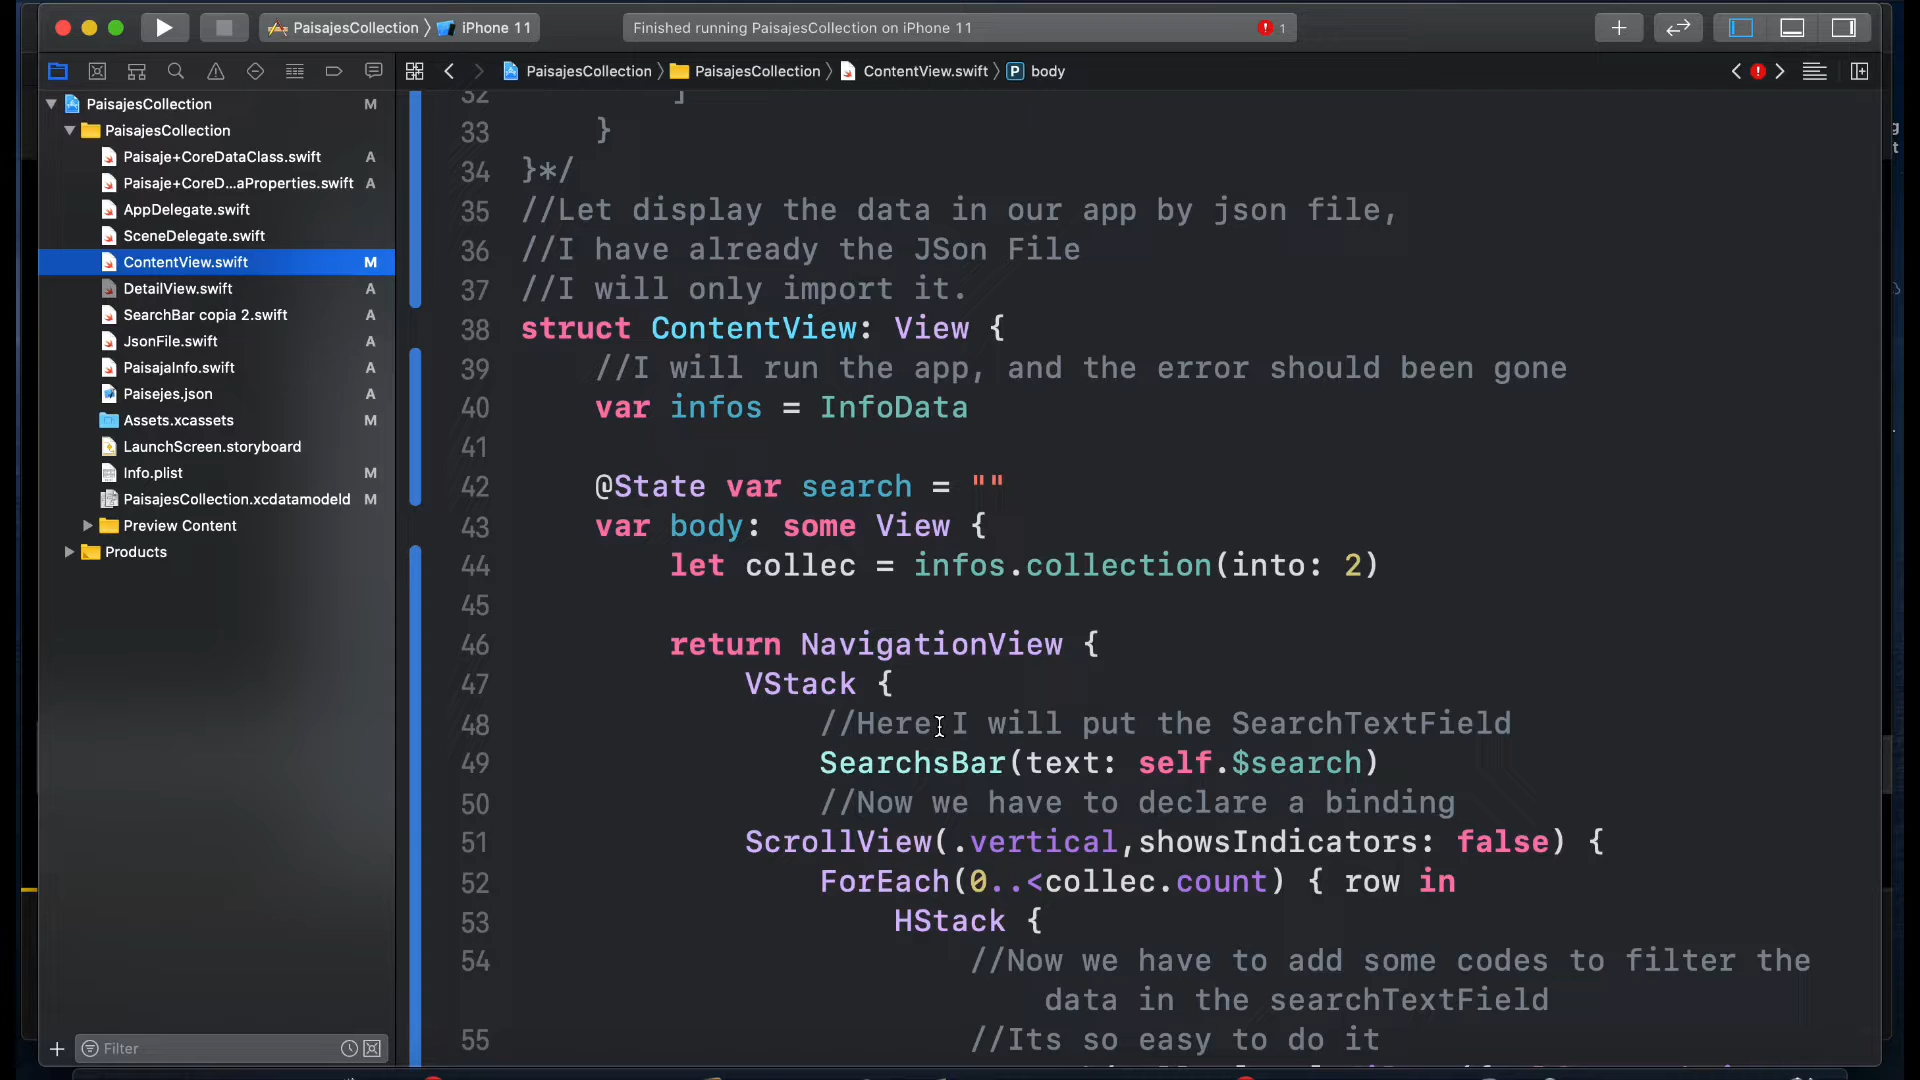 PaisajesCollection
iPhone 11
Finished running PaisajesCollection on iPhone 11
1
PaisajesCollection
PaisajesCollection
ContentView.swift
P
body
PaisajesCollection M
PaisajesCollection
Paisaje+CoreDataClass.swift A
Paisaje+CoreD...aProperties.swift A
AppDelegate.swift A
SceneDelegate.swift A
ContentView.swift M
DetailView.swift A
SearchBar copia 2.swift A
JsonFile.swift A
PaisajaInfo.swift A
Paisejes.json A
Assets.xcassets M
LaunchScreen.storyboard
Info.plist M
PaisajesCollection.xcdatamodeld M
Preview Content
Products
Filter
32 ]
33 }
34 }*/
35 //Let display the data in our app by json file,
36 //I have already the JSon File
37 //I will only import it.
38 struct ContentView: View {
39 //I will run the app, and the error should been gone
40 var infos = InfoData
41
42 @State var search = ""
43 var body: some View {
44 let collec = infos.collection(into: 2)
45
46 return NavigationView {
47 VStack {
48 //Here I will put the SearchTextField
49 SearchsBar(text: self.$search)
50 //Now we have to declare a binding
51 ScrollView(.vertical,showsIndicators: false) {
52 ForEach(0..<collec.count) { row in
53 HStack {
54 //Now we have to add some codes to filter the
data in the searchTextField
55 //Its so easy to do it